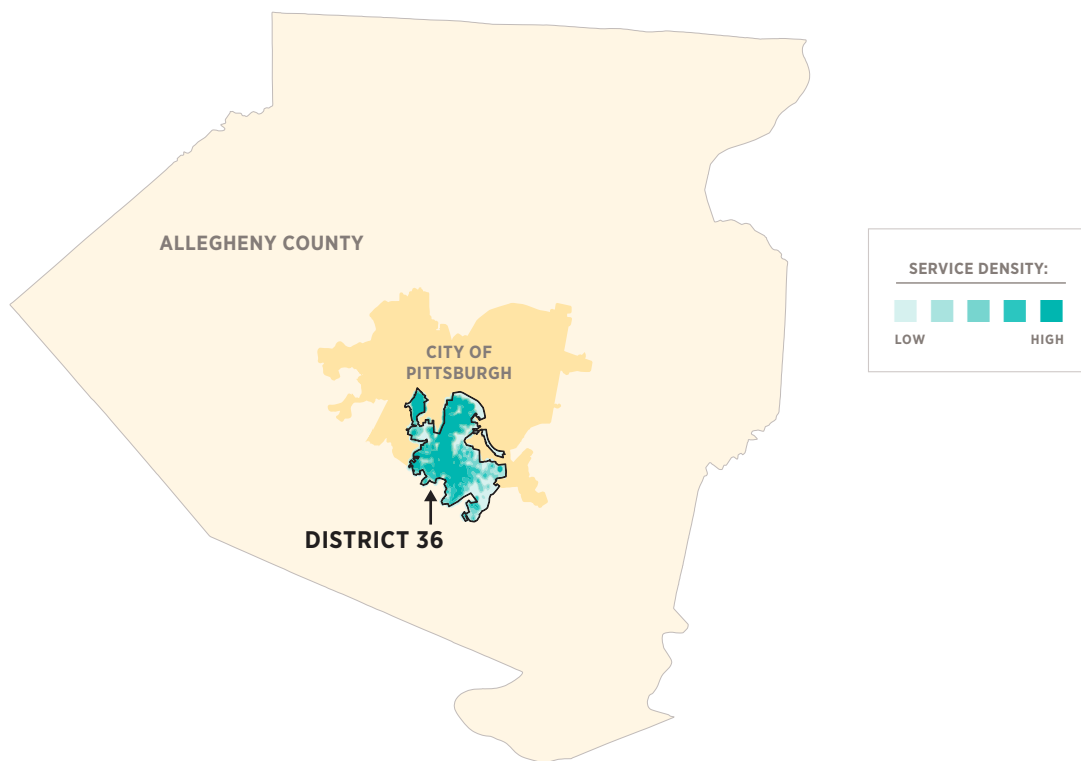 ALLEGHENY COUNTY
CITY OF
PITTSBURGH
DISTRICT 36
SERVICE DENSITY:
LOW
HIGH